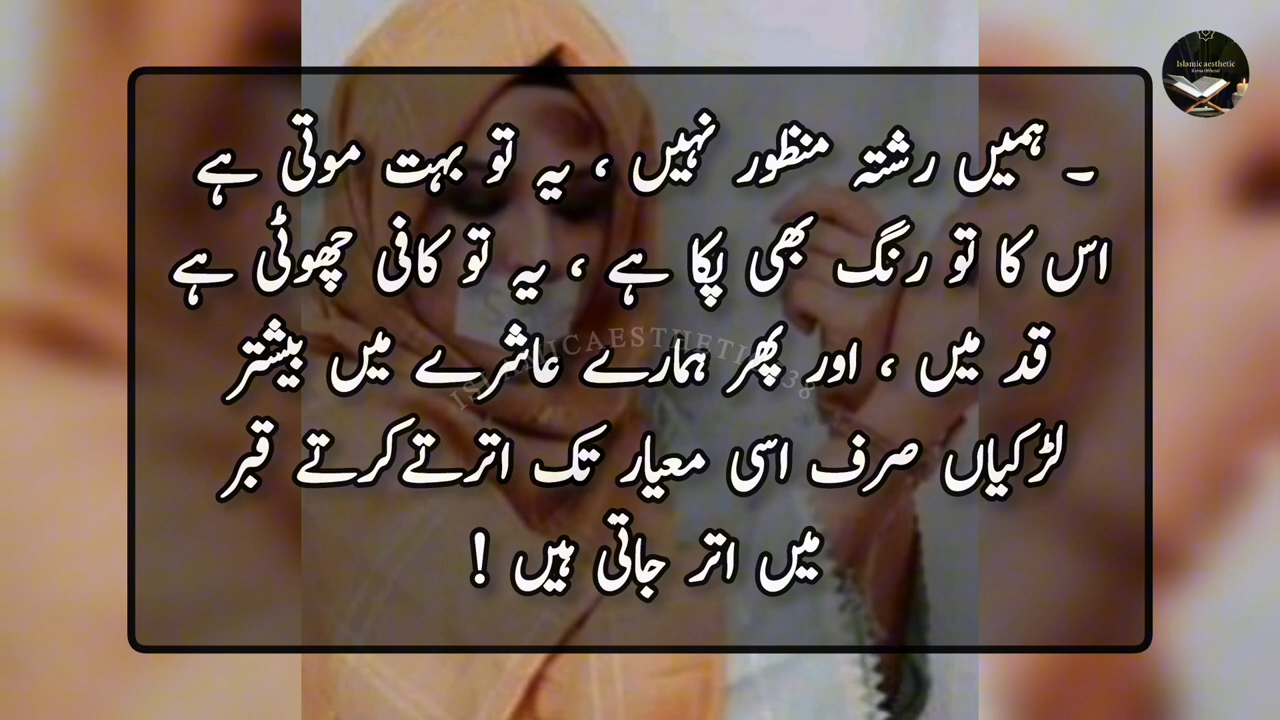 ۔ ہمیں رشتہ منظور نہیں ، یہ تو بہت موتی ہے
اس کا تو رنگ بھی پکا ہے ، یہ تو کافی چھوٹی ہے
قد میں ، اور پھر ہمارے عاشرے میں بیشتر
لڑکیاں صرف اسی معیار تک اترتے کرتے قبر
میں اتر جاتی ہیں !
Islamic aesthetic